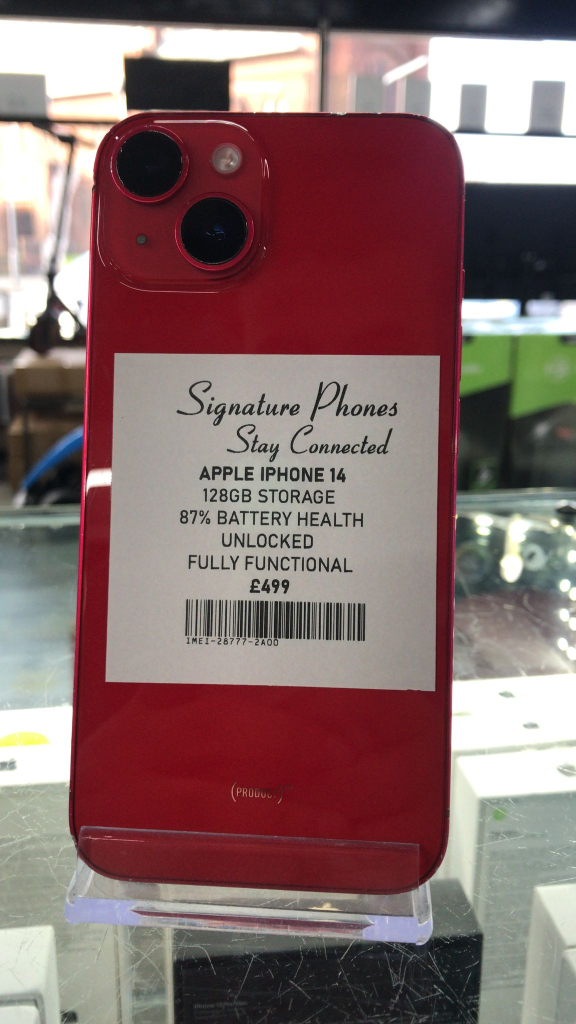 Signature Phones
Stay Connected
APPLE IPHONE 14
128GB STORAGE
87% BATTERY HEALTH
UNLOCKED
FULLY FUNCTIONAL
£499
IMEI-28777-2A00
(PRODUCT)